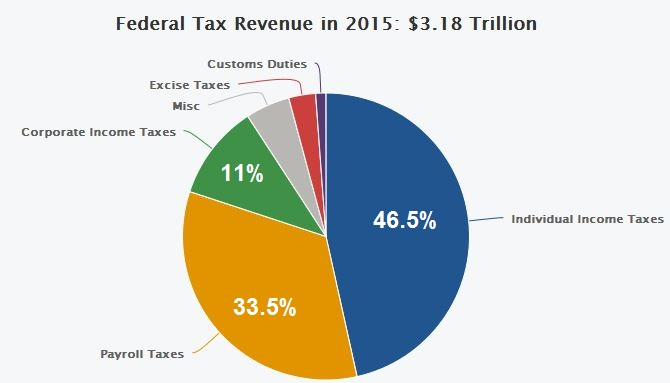 Federal Tax Revenue in 2015: $3.18 Trillion
Customs Duties
Excise Taxes
Misc
Corporate Income Taxes
11%
46.5%
Individual Income Taxes
33.5%
Payroll Taxes